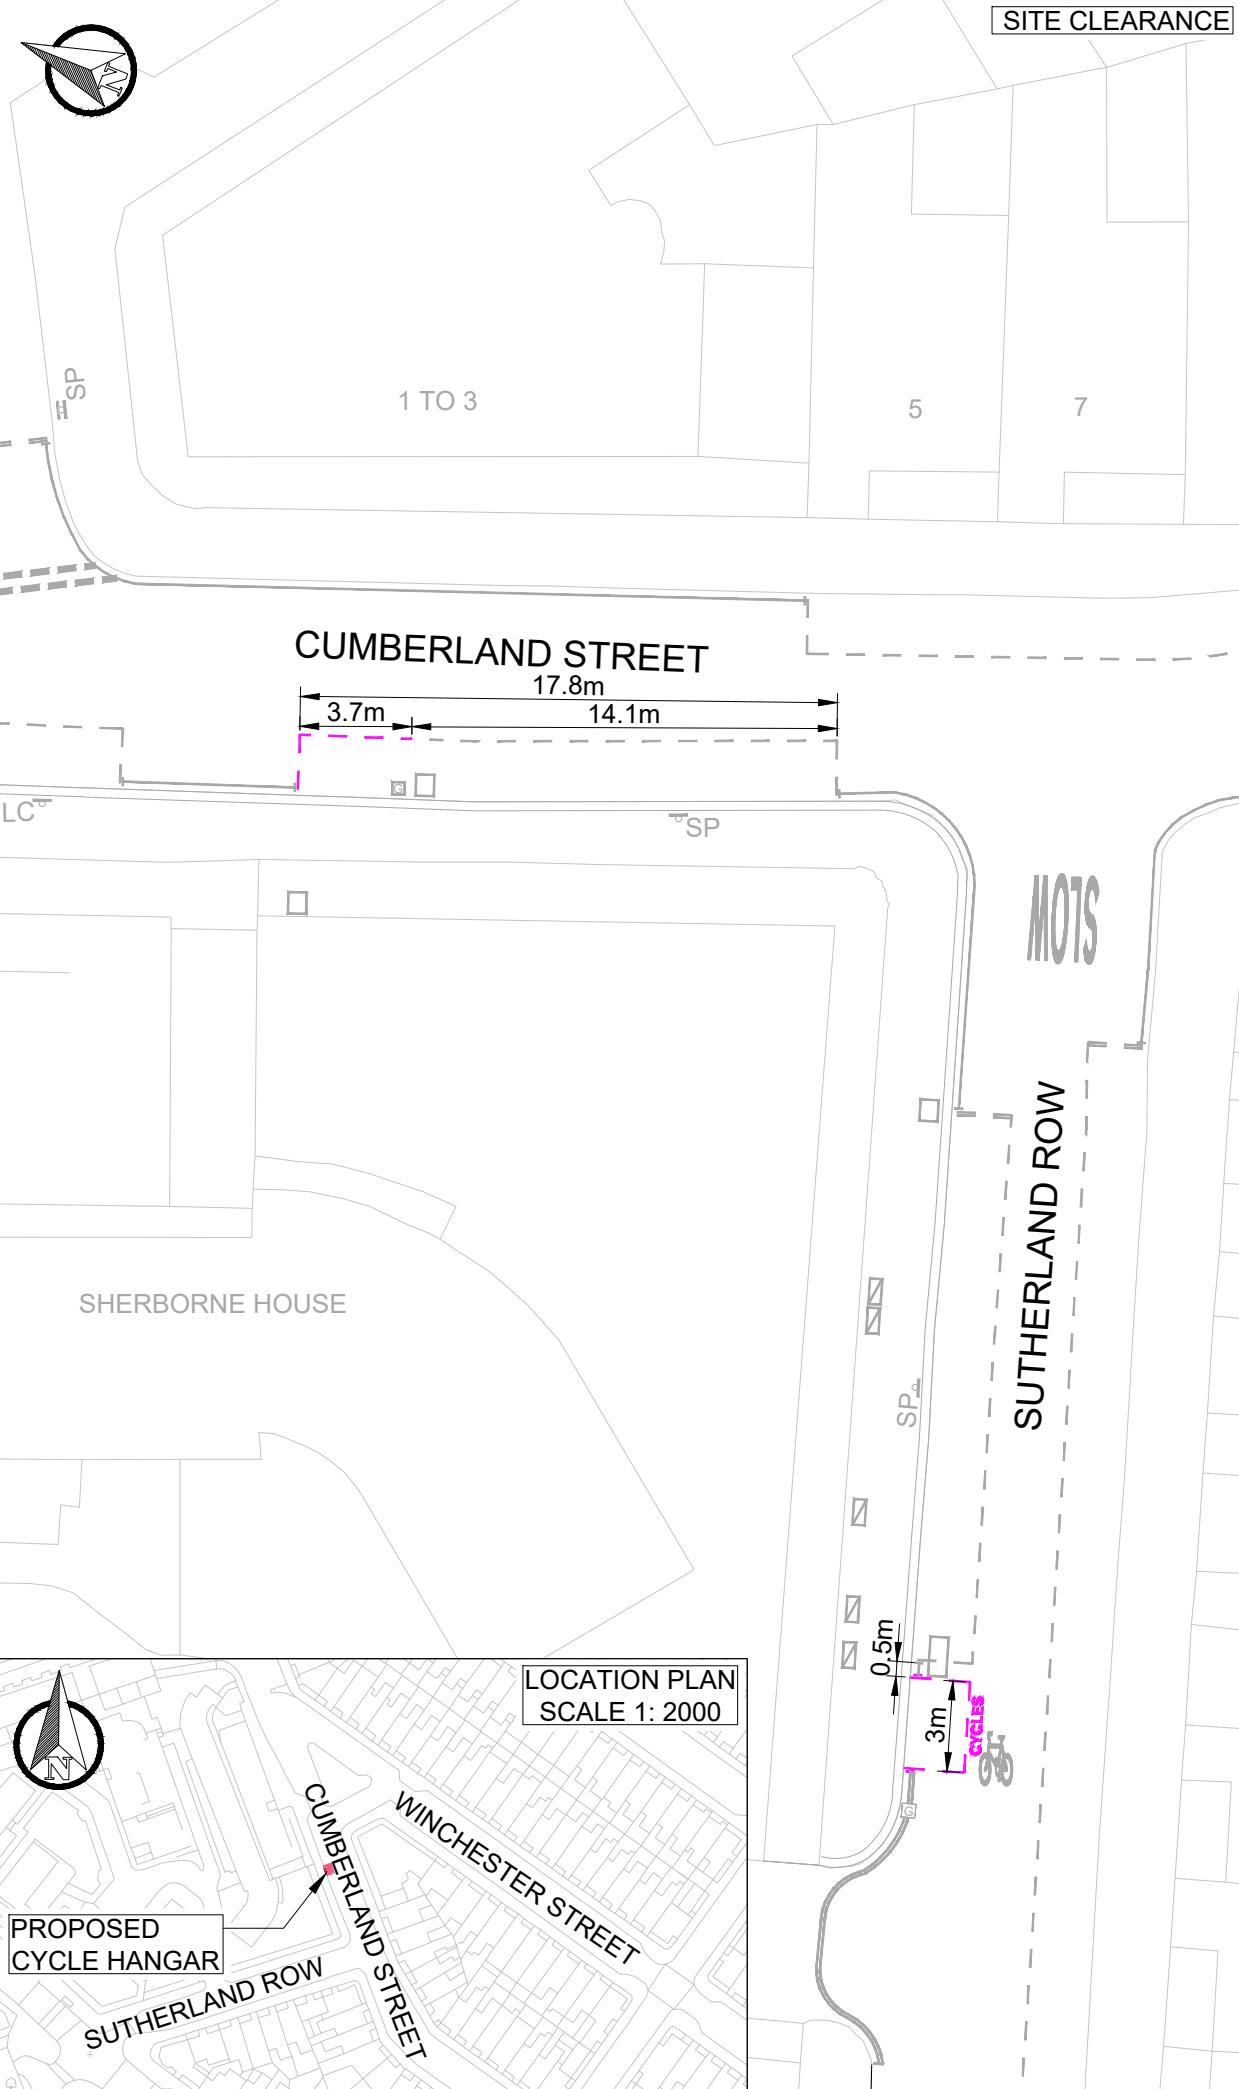 SITE CLEARANCE
N
SP
1 TO 3
5
7
CUMBERLAND STREET
17.8m
3.7m
14.1m
G
LC
SP
SLOW
SUTHERLAND ROW
SHERBORNE HOUSE
SP
0.5m
3m
CYCLES
G
LOCATION PLAN
SCALE 1: 2000
N
CUMBERLAND STREET
WINCHESTER STREET
PROPOSED
CYCLE HANGAR
SUTHERLAND ROW